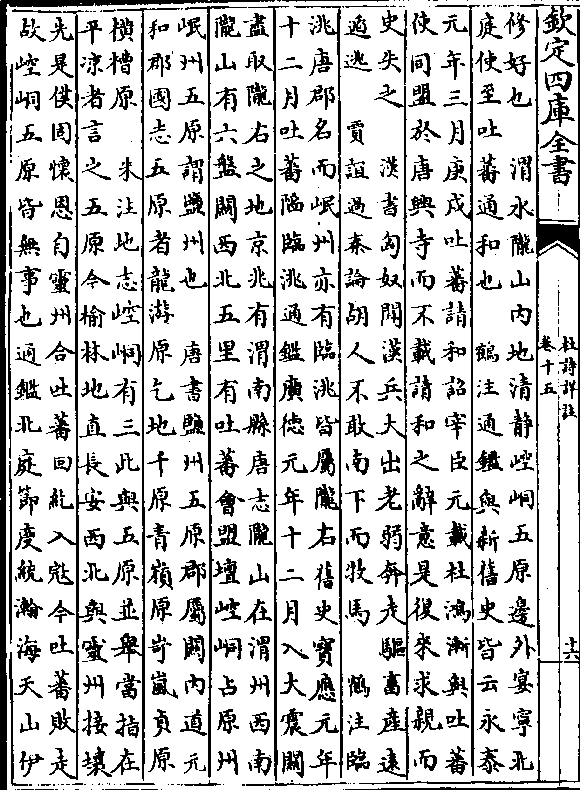 欽定四庫全書
杜詩詳註
卷十五
十六
修好也　渭水隴山内地清静崆峒五原邊外宴寧北
庭使至吐蕃通和也　鶴注通鑑與新舊史皆云永泰
元年三月庚戌吐蕃請和詔宰臣元載杜鴻漸與吐蕃
使同盟於唐興寺而不載請和之辭意是後來求親而
史失之　漢書匈奴聞漢兵大出老弱奔走驅畜産遠
遁逃　賈誼過秦論胡人不敢南下而牧馬　鶴注臨
洮唐郡名而岷州亦有臨洮皆屬隴右舊史寶應元年
十二月吐蕃陥臨洮通鑑廣徳元年十二月入大震關
盡取隴右之地京兆有渭南縣唐志隴山在渭州西南
隴山有六盤關西北五里有吐蕃會盟壇崆峒占原州
岷州五原謂鹽州也　唐書鹽州五原郡屬關内道元
和郡國志五原者龍游原乞地千原青嶺原岢嵐貞原
横槽原　朱注地志崆峒有三此與五原並舉當指在
平凉者言之五原今榆林地直長安西北與靈州接壤
先是僕固懷恩自靈州合吐蕃回紇入寇今吐蕃敗走
故崆峒五原皆無事也通鑑北庭節度統瀚海天山伊